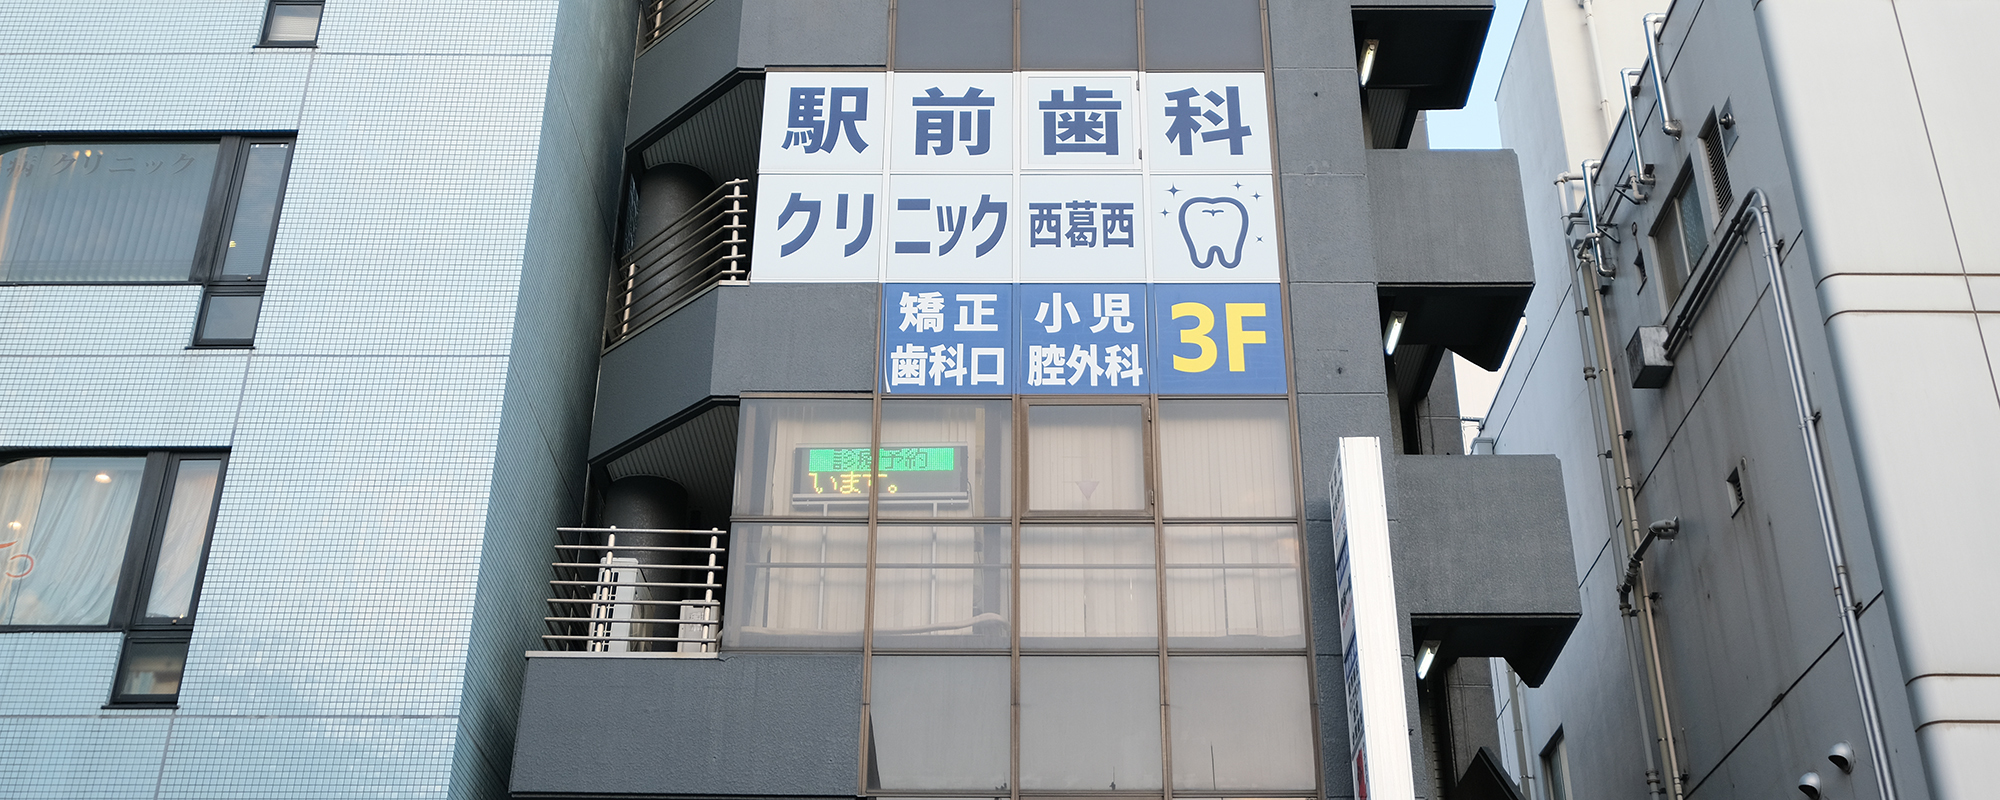 駅前歯科
クリニック西葛西
矯正 小児 3F
歯科口腔外科
診療予約
います。
クリニック